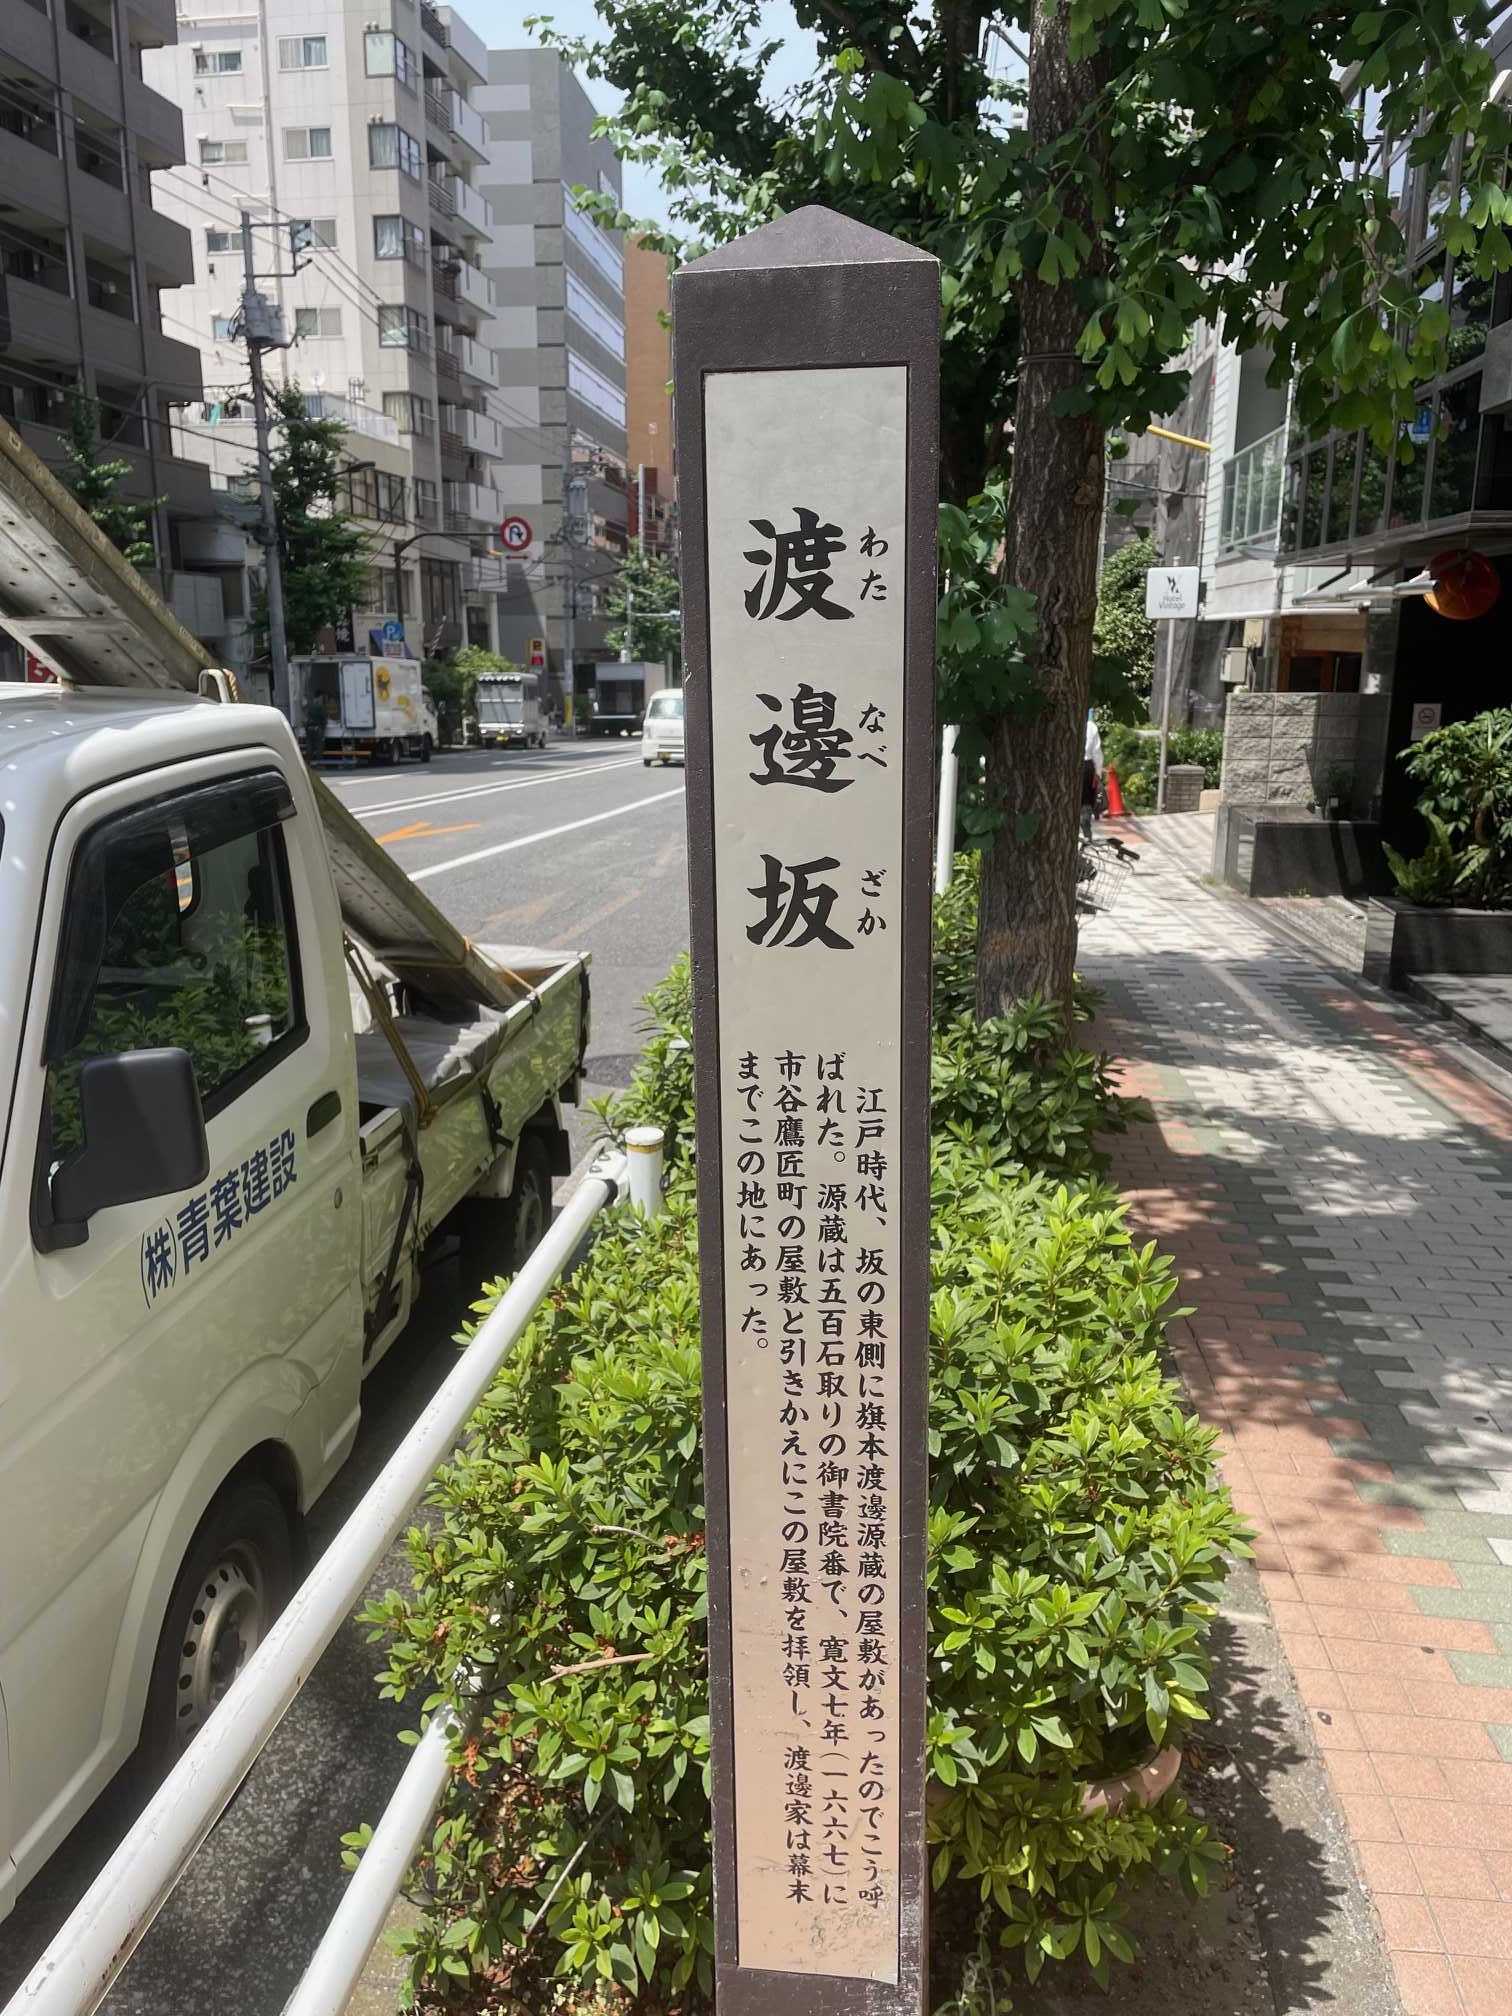 渡邊坂
わたなべざか
江戸時代、坂の東側に旗本渡邊源蔵の屋敷があったのでこう呼
ばれた。源蔵は五百石取りの御書院番で、寛文七年(一六六七)に
市谷鷹匠町の屋敷と引きかえにこの屋敷を拝領し、渡邊家は幕末
までこの地にあった。
(株)青葉建設
Hotel
Vintage
P